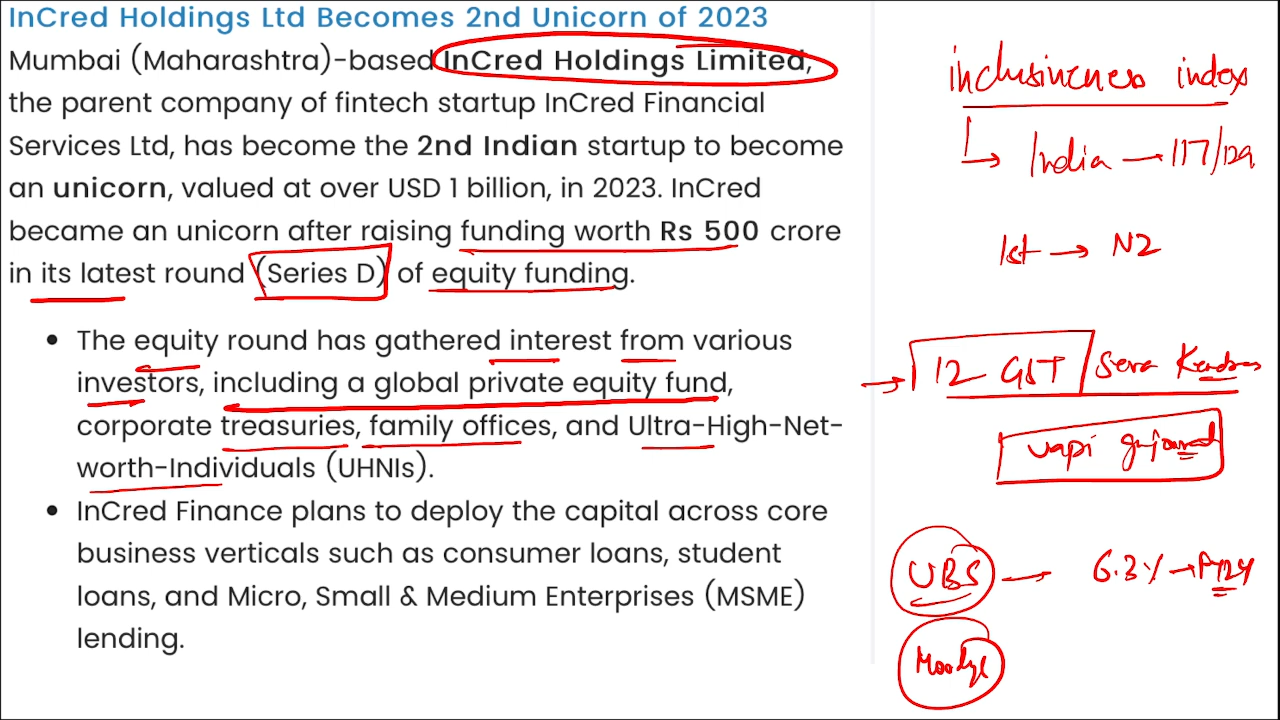 InCred Holdings Ltd Becomes 2nd Unicorn of 2023
Mumbai (Maharashtra)-based InCred Holdings Limited,
the parent company of fintech startup InCred Financial
Services Ltd, has become the 2nd Indian startup to become
an unicorn, valued at over USD 1 billion, in 2023. InCred
became an unicorn after raising funding worth Rs 500 crore
in its latest round (Series D) of equity funding.
• The equity round has gathered interest from various
investors, including a global private equity fund,
corporate treasuries, family offices, and Ultra-High-Net-
worth-Individuals (UHNIs).
• InCred Finance plans to deploy the capital across core
business verticals such as consumer loans, student
loans, and Micro, Small & Medium Enterprises (MSME)
lending.
inclusiveness index
India → 117/129
1st → NZ
12 GST Seva Kendras
vapi gujarat
UBS — 6.3% → FY24
Moody's